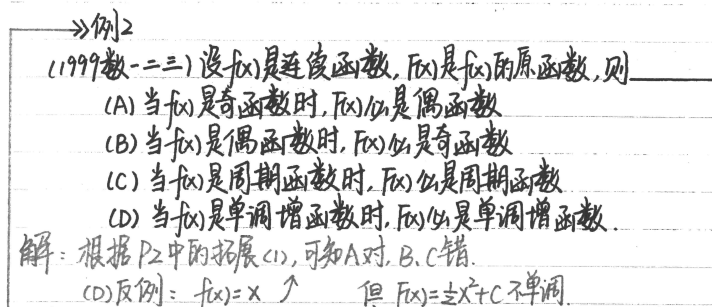 例2
(1999数一二三)设f(x)是连续函数,F(x)是f(x)的原函数,则
(A)当f(x)是奇函数时,F(x)必是偶函数
(B)当f(x)是偶函数时,F(x)必是奇函数
(C)当f(x)是周期函数时,F(x)必是周期函数
(D)当f(x)是单调增函数时,F(x)必是单调增函数.
解:根据P2中的拓展(1),可知A对,B、C错.
(D)反例:f(x)=x ↗ 但F(x)=½x²+C不单调